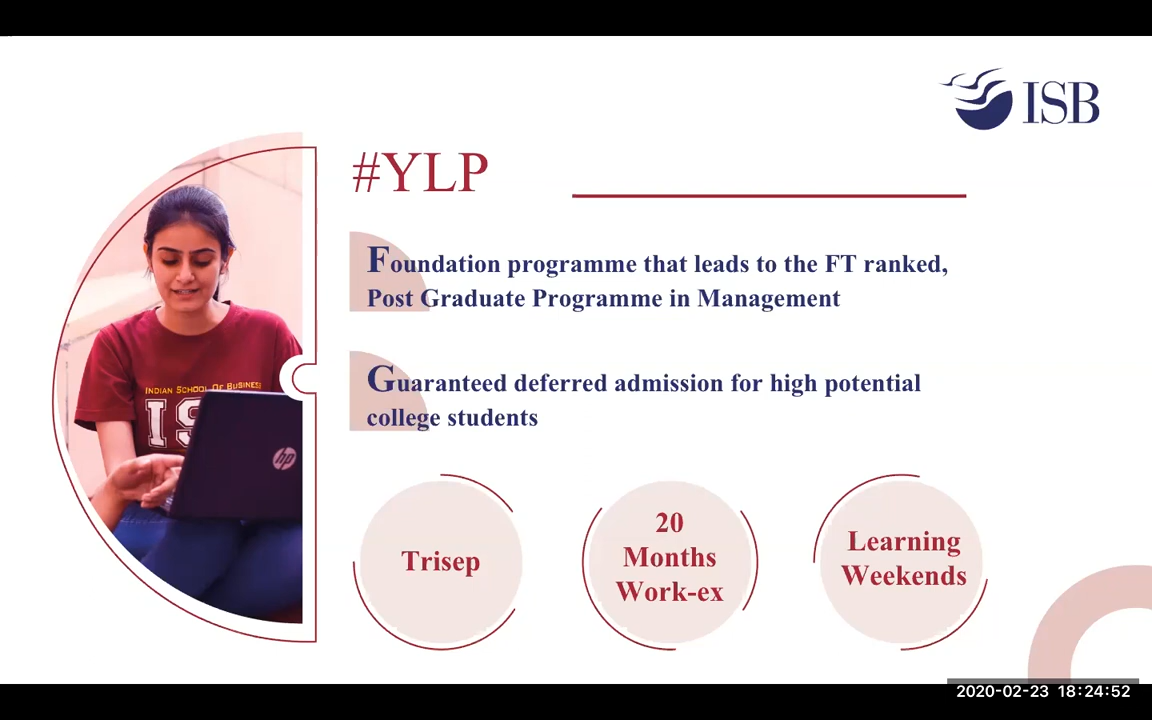 ISB
#YLP
Foundation programme that leads to the FT ranked,
Post Graduate Programme in Management
INDIAN SCHOOL OF BUSINESS
IS
hp
Guaranteed deferred admission for high potential
college students
Trisep
20
Months
Work-ex
Learning
Weekends
2020-02-23 18:24:52